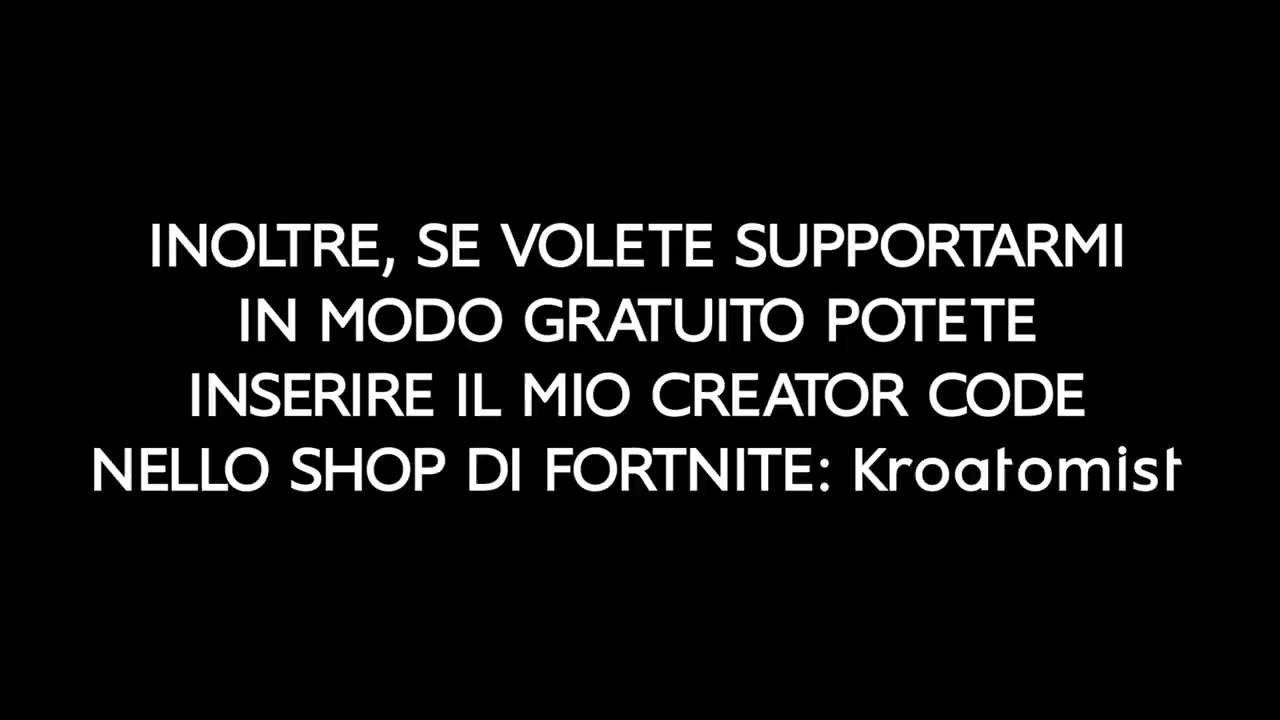 INOLTRE, SE VOLETE SUPPORTARMI
IN MODO GRATUITO POTETE
INSERIRE IL MIO CREATOR CODE
NELLO SHOP DI FORTNITE: Kroatomist